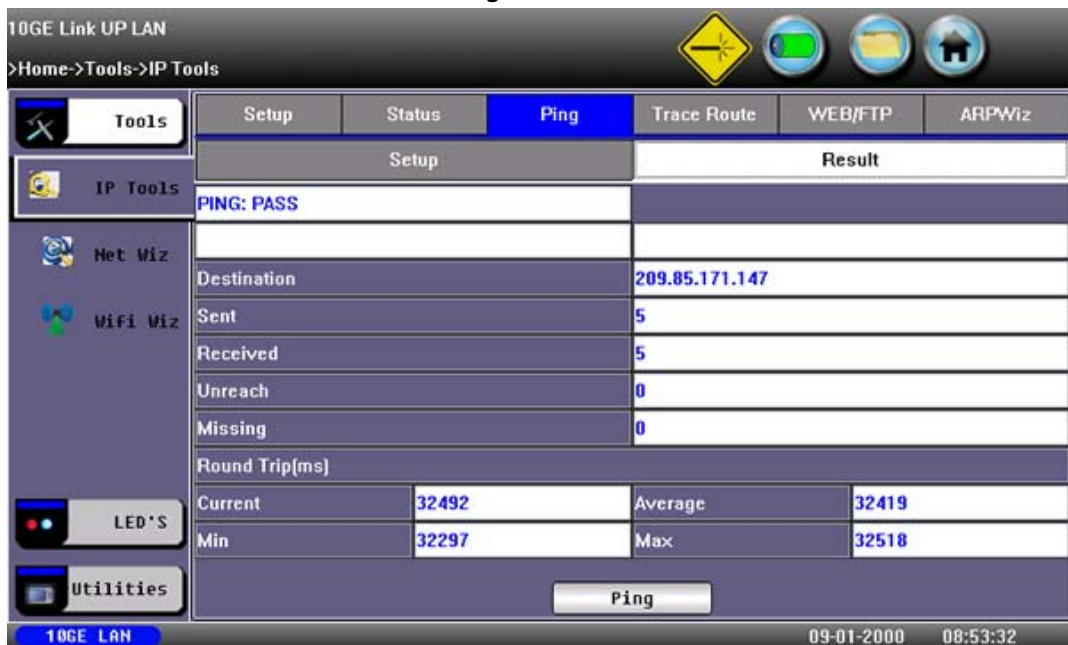 10GE Link UP LAN
>Home->Tools->IP Tools
Tools
IP Tools
Net Wiz
WiFi Wiz
LED'S
Utilities
Setup Status Ping Trace Route WEB/FTP ARPWiz
Setup Result
PING: PASS
Destination 209.85.171.147
Sent 5
Received 5
Unreach 0
Missing 0
Round Trip(ms)
Current 32492 Average 32419
Min 32297 Max 32518
Ping
10GE LAN 09-01-2000 08:53:32